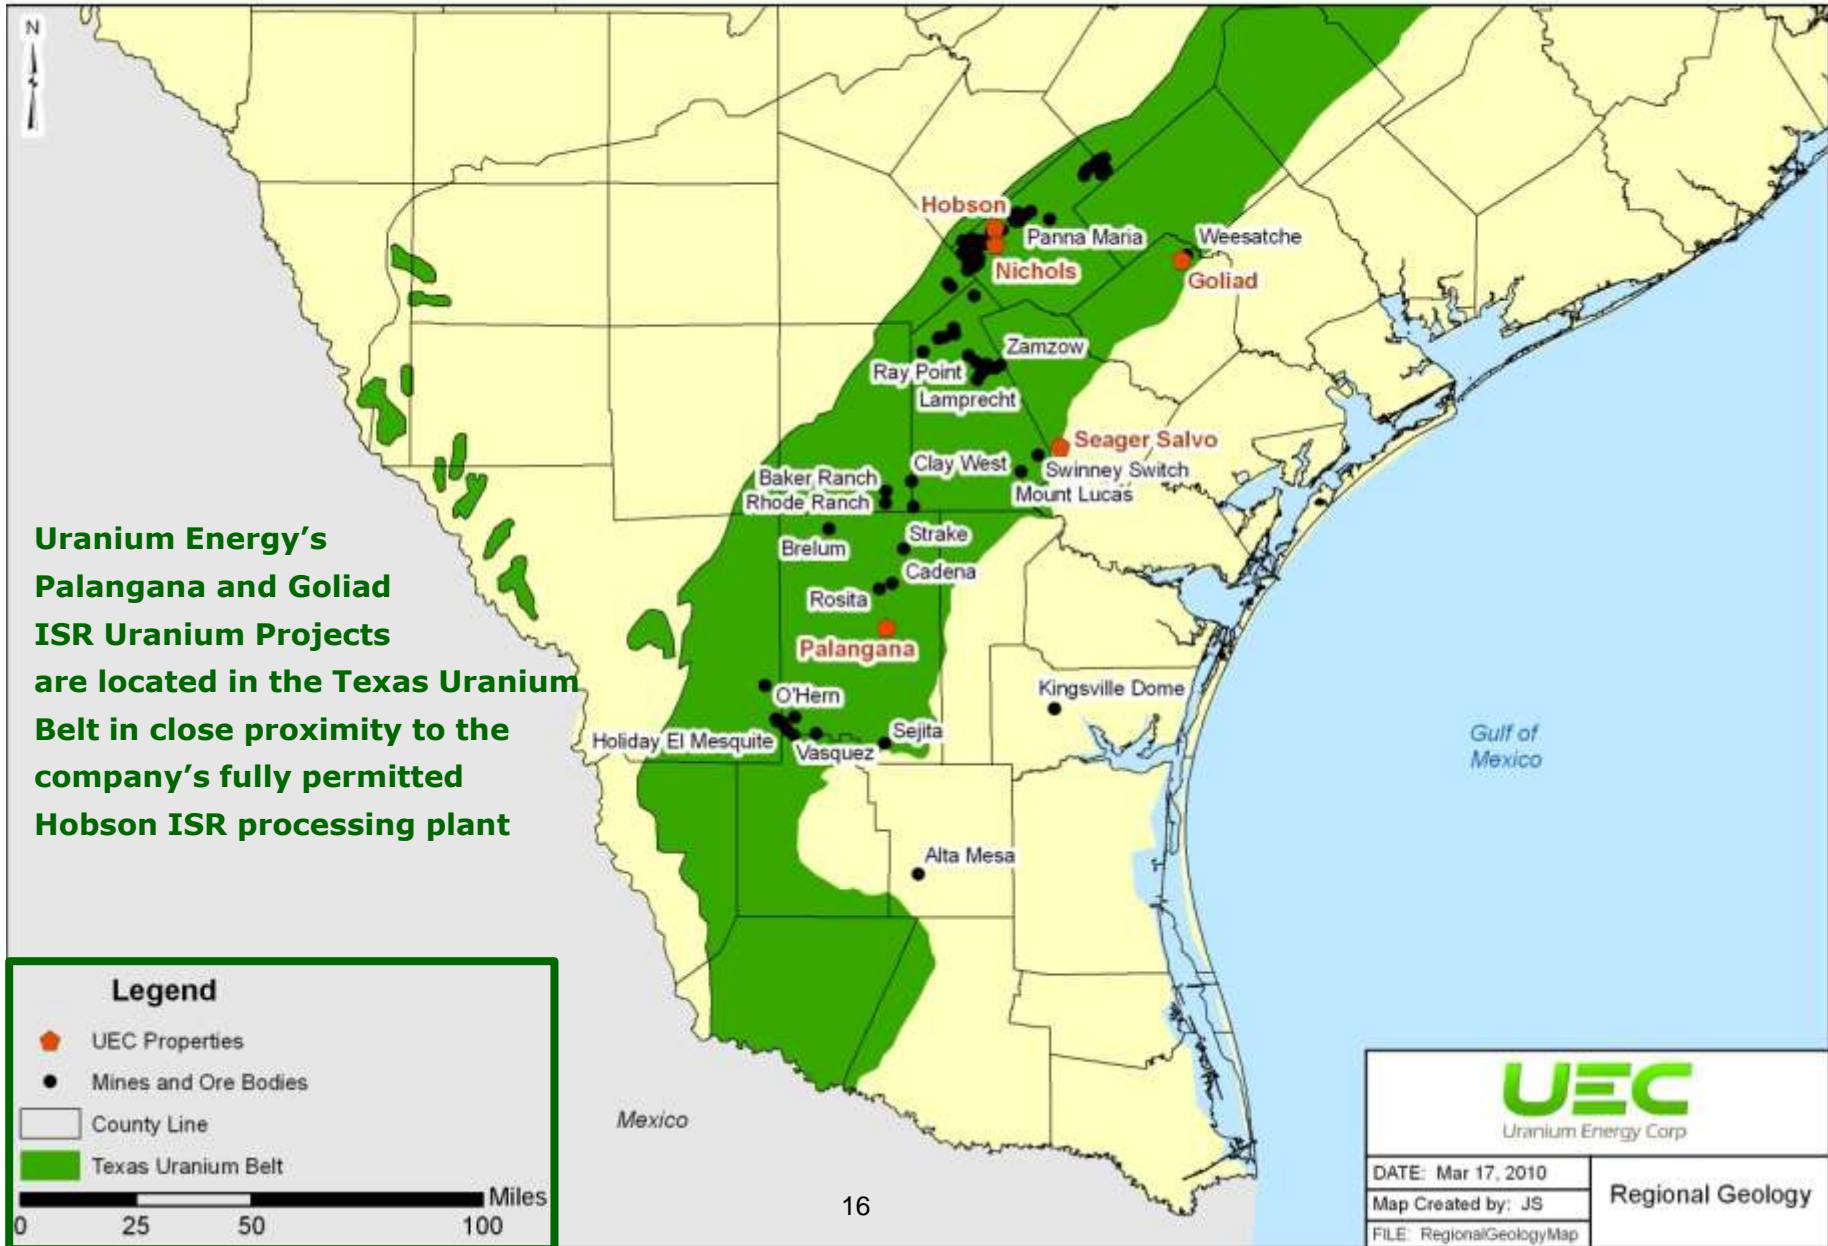 N
Hobson
Panna Maria
Weesatche
Nichols
Goliad
Zamzow
Ray Point
Lamprecht
Seager Salvo
Clay West
Swinney Switch
Baker Ranch
Mount Lucas
Rhode Ranch
Strake
Brelum
Cadena
Rosita
Palangana
Kingsville Dome
O'Hern
Sejita
Holiday El Mesquite
Vasquez
Alta Mesa
Gulf of
Mexico
Mexico
Uranium Energy’s
Palangana and Goliad
ISR Uranium Projects
are located in the Texas Uranium
Belt in close proximity to the
company’s fully permitted
Hobson ISR processing plant
Legend
UEC Properties
Mines and Ore Bodies
County Line
Texas Uranium Belt
Miles
0 25 50 100
16
UEC
Uranium Energy Corp
DATE: Mar 17, 2010
Map Created by: JS
FILE: RegionalGeologyMap
Regional Geology